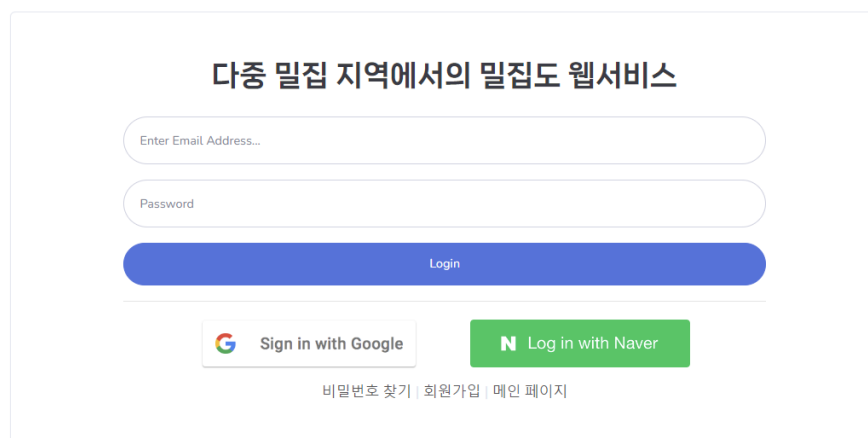 다중 밀집 지역에서의 밀집도 웹서비스
Enter Email Address...
Password
Login
Sign in with Google
N Log in with Naver
비밀번호 찾기 | 회원가입 | 메인 페이지